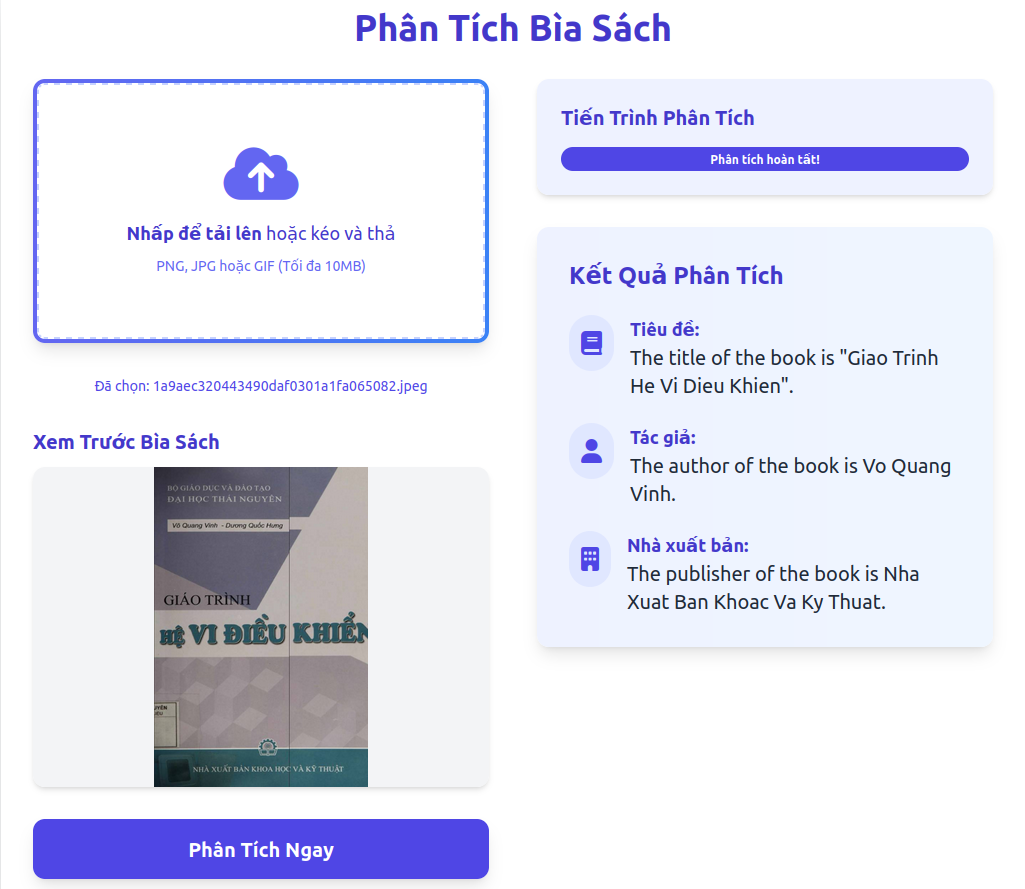 Phân Tích Bìa Sách
Nhấp để tải lên hoặc kéo và thả
PNG, JPG hoặc GIF (Tối đa 10MB)
Đã chọn: 1a9aec320443490daf0301a1fa065082.jpeg
Xem Trước Bìa Sách
BỘ GIÁO DỤC VÀ ĐÀO TẠO
ĐẠI HỌC THÁI NGUYÊN
Võ Quang Vinh - Dương Quốc Hưng
GIÁO TRÌNH
HỆ VI ĐIỀU KHIỂN
NHÀ XUẤT BẢN KHOA HỌC VÀ KỸ THUẬT
Phân Tích Ngay
Tiến Trình Phân Tích
Phân tích hoàn tất!
Kết Quả Phân Tích
Tiêu đề:
The title of the book is "Giao Trinh
He Vi Dieu Khien".
Tác giả:
The author of the book is Vo Quang
Vinh.
Nhà xuất bản:
The publisher of the book is Nha
Xuat Ban Khoac Va Ky Thuat.